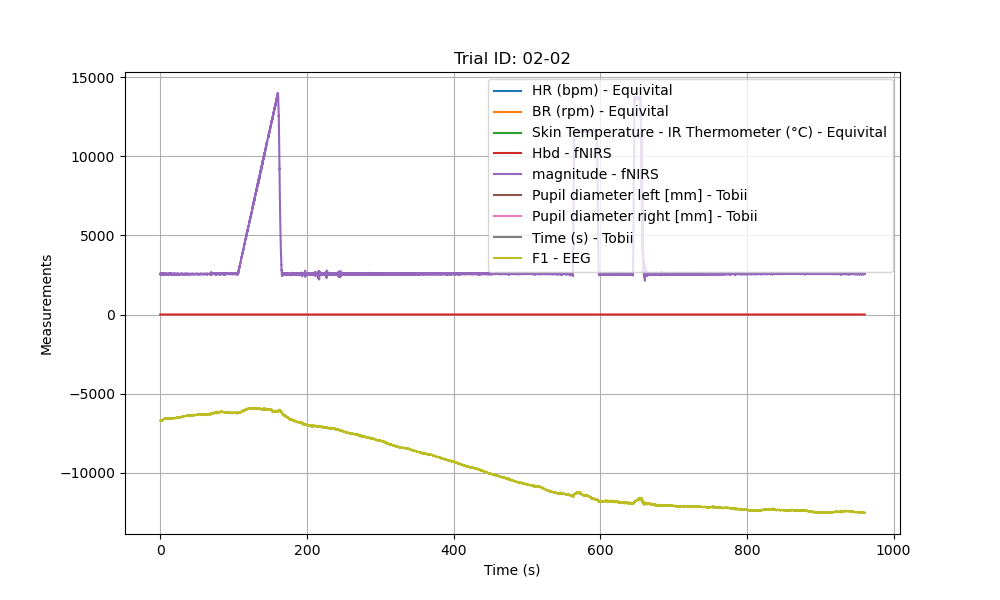 Trial ID: 02-02
15000
10000
5000
0
−5000
−10000
Measurements
HR (bpm) - Equivital
BR (rpm) - Equivital
Skin Temperature - IR Thermometer (°C) - Equivital
Hbd - fNIRS
magnitude - fNIRS
Pupil diameter left [mm] - Tobii
Pupil diameter right [mm] - Tobii
Time (s) - Tobii
F1 - EEG
0 200 400 600 800 1000
Time (s)